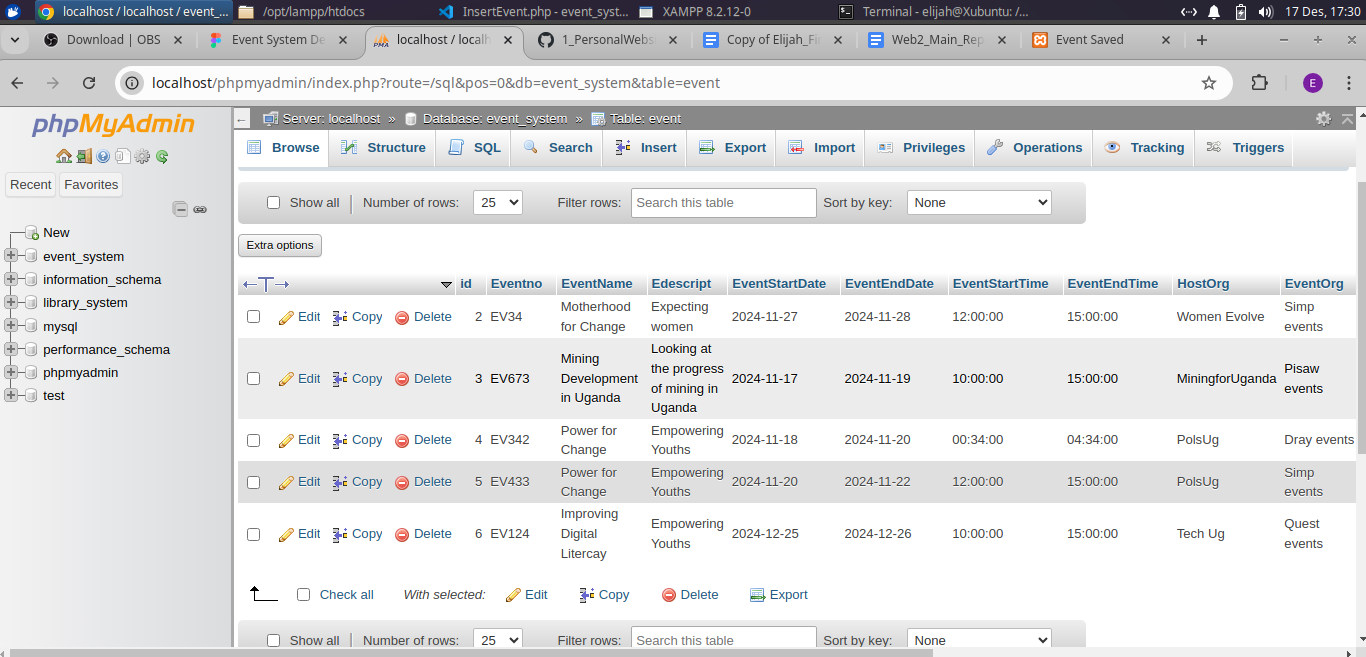 localhost / localhost / event_...
/opt/lampp/htdocs
InsertEvent.php - event_syst...
XAMPP 8.2.12-0
Terminal - elijah@Xubuntu: /...
17 Des, 17:30
Download | OBS
Event System De
localhost / localh
1_PersonalWebs
Copy of Elijah_Fi
Web2_Main_Rep
Event Saved
localhost/phpmyadmin/index.php?route=/sql&pos=0&db=event_system&table=event
E
phpMyAdmin
Recent
Favorites
New
event_system
information_schema
library_system
mysql
performance_schema
phpmyadmin
test
Server: localhost » Database: event_system » Table: event
Browse Structure SQL Search Insert Export Import Privileges Operations Tracking Triggers
Show all Number of rows: 25 Filter rows: Search this table Sort by key: None
Extra options
id Eventno EventName Edescript EventStartDate EventEndDate EventStartTime EventEndTime HostOrg EventOrg
Edit Copy Delete 2 EV34 Motherhood for Change Expecting women 2024-11-27 2024-11-28 12:00:00 15:00:00 Women Evolve Simp events
Edit Copy Delete 3 EV673 Mining Development in Uganda Looking at the progress of mining in Uganda 2024-11-17 2024-11-19 10:00:00 15:00:00 MiningforUganda Pisaw events
Edit Copy Delete 4 EV342 Power for Change Empowering Youths 2024-11-18 2024-11-20 00:34:00 04:34:00 PolsUg Dray events
Edit Copy Delete 5 EV433 Power for Change Empowering Youths 2024-11-20 2024-11-22 12:00:00 15:00:00 PolsUg Simp events
Edit Copy Delete 6 EV124 Improving Digital Litercay Empowering Youths 2024-12-25 2024-12-26 10:00:00 15:00:00 Tech Ug Quest events
Check all With selected: Edit Copy Delete Export
Show all Number of rows: 25 Filter rows: Search this table Sort by key: None